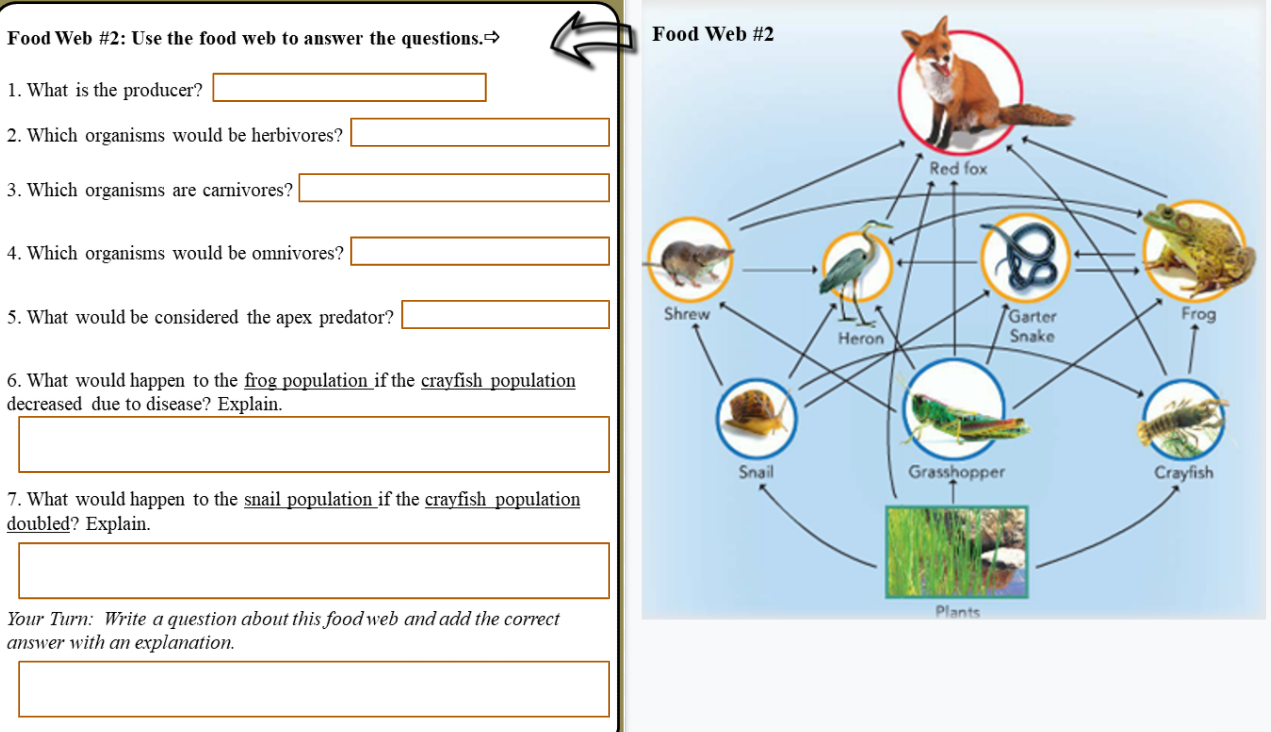 Food Web #2: Use the food web to answer the questions.⇨
1. What is the producer?
2. Which organisms would be herbivores?
3. Which organisms are carnivores?
4. Which organisms would be omnivores?
5. What would be considered the apex predator?
6. What would happen to the frog population if the crayfish population
decreased due to disease? Explain.
7. What would happen to the snail population if the crayfish population
doubled? Explain.
Your Turn: Write a question about this food web and add the correct
answer with an explanation.
Food Web #2
Red fox
Shrew
Heron
Garter
Snake
Frog
Snail
Grasshopper
Crayfish
Plants